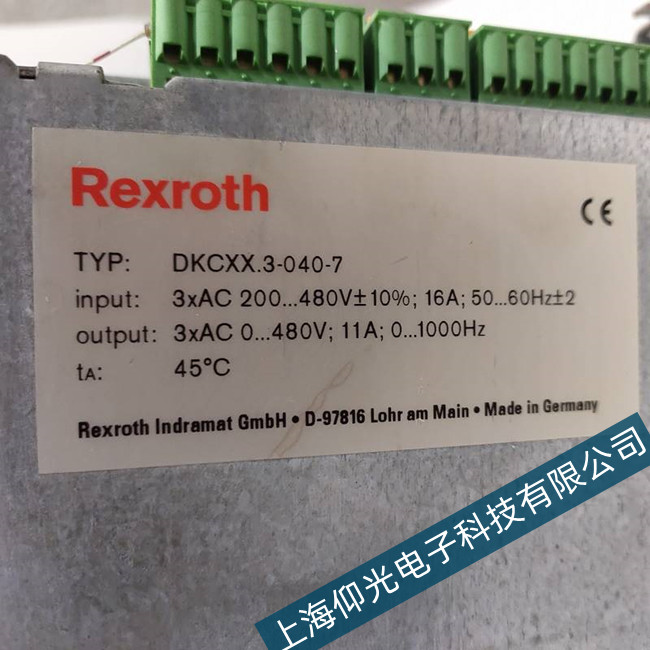 Rexroth
CE
TYP: DKCXX.3-040-7
input: 3xAC 200...480V±10%; 16A; 50...60Hz±2
output: 3xAC 0...480V; 11A; 0...1000Hz
tA: 45°C
Rexroth Indramat GmbH • D-97816 Lohr am Main • Made in Germany
上海仰光电子科技有限公司